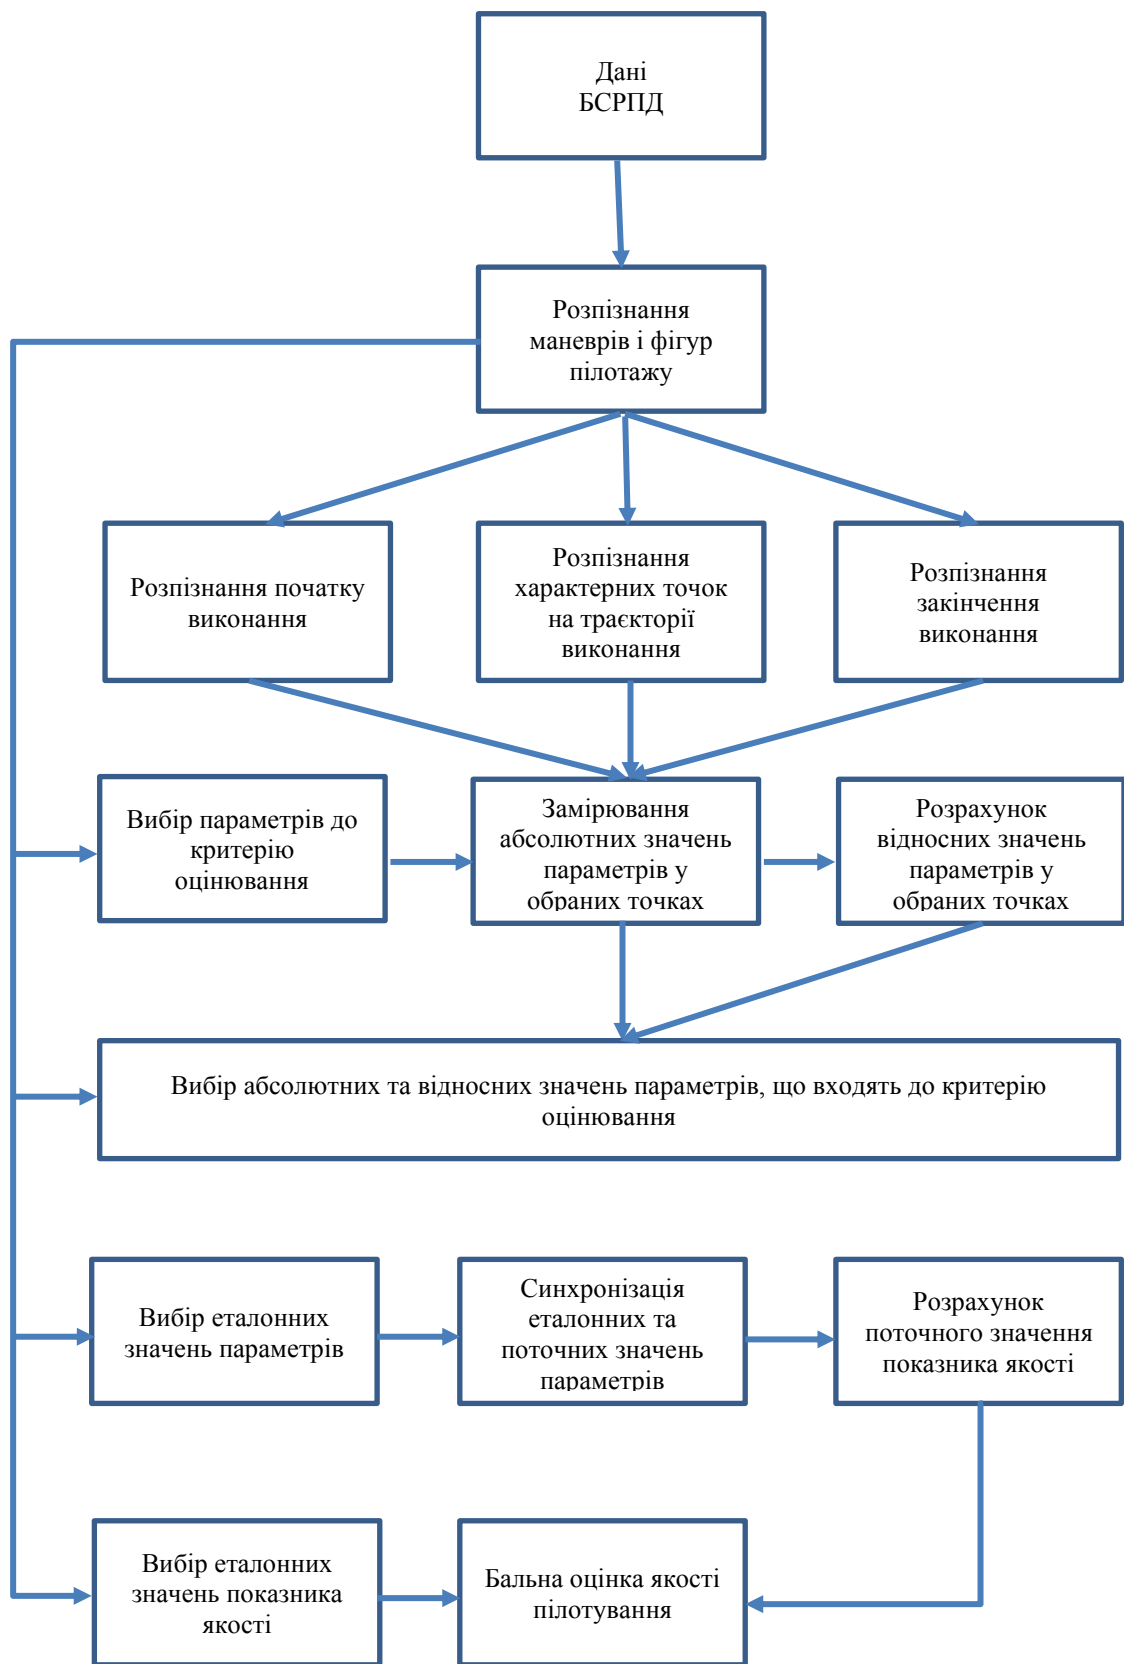 Дані
БСРПД
Розпізнання
маневрів і фігур
пілотажу
Розпізнання початку
виконання
Розпізнання
характерних точок
на траєкторії
виконання
Розпізнання
закінчення
виконання
Вибір параметрів до
критерію
оцінювання
Замірювання
абсолютних значень
параметрів у
обраних точках
Розрахунок
відносних значень
параметрів у
обраних точках
Вибір абсолютних та відносних значень параметрів, що входять до критерію
оцінювання
Вибір еталонних
значень параметрів
Синхронізація
еталонних та
поточних значень
параметрів
Розрахунок
поточного значення
показника якості
Вибір еталонних
значень показника
якості
Бальна оцінка якості
пілотування